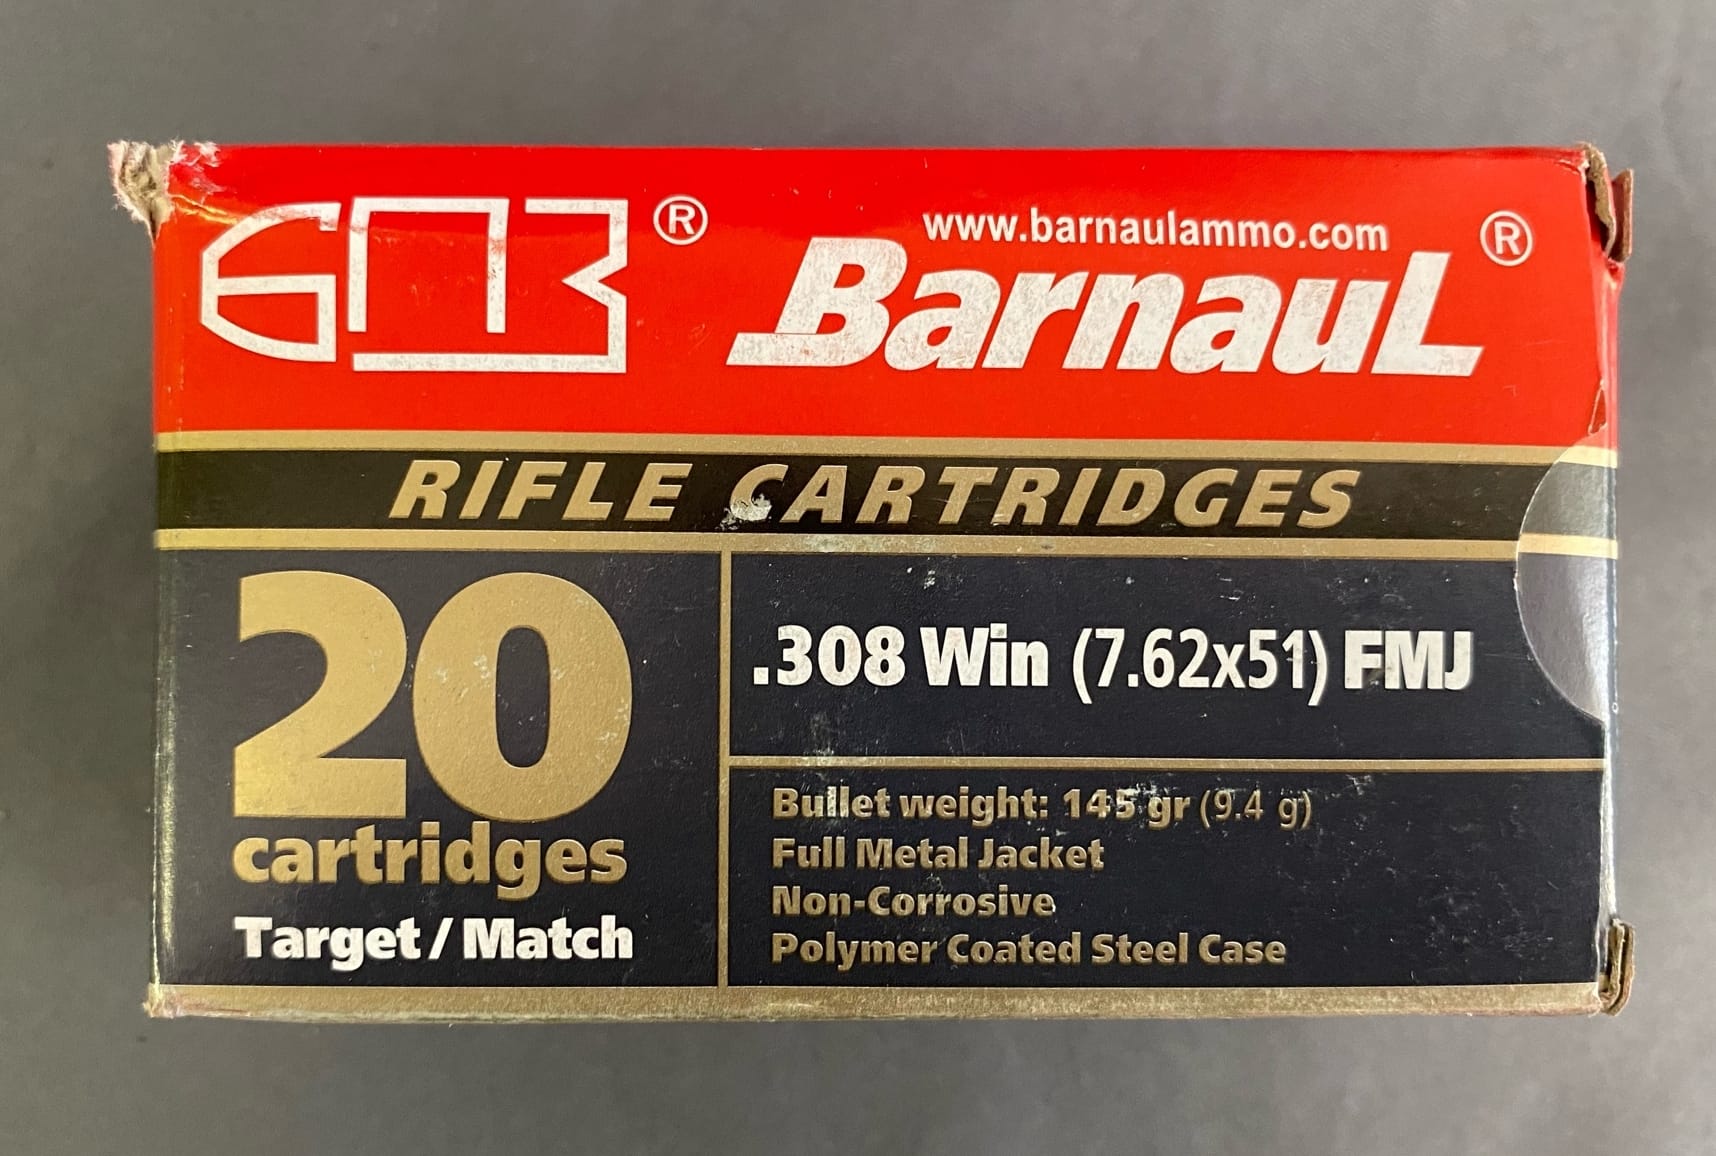 БПЗ ®
www.barnaulammo.com
Barnaul ®
RIFLE CARTRIDGES
20
cartridges
Target / Match
.308 Win (7.62x51) FMJ
Bullet weight: 145 gr (9.4 g)
Full Metal Jacket
Non-Corrosive
Polymer Coated Steel Case